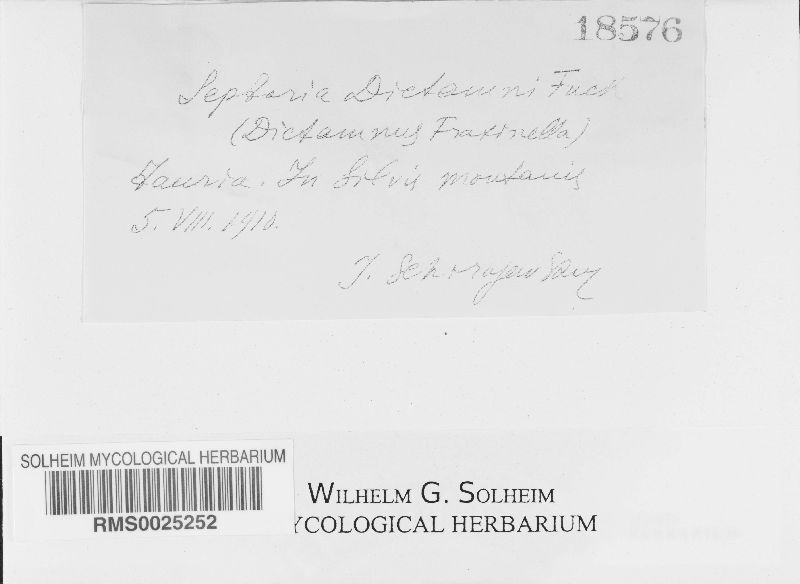 18576
Septoria Dictamni Fuck
(Dictamnus Fraxinella)
Tauria. In Silvis montanis
5. VIII. 1910.
J.
SOLHEIM MYCOLOGICAL HERBARIUM
RMS0025252
WILHELM G. SOLHEIM
MYCOLOGICAL HERBARIUM